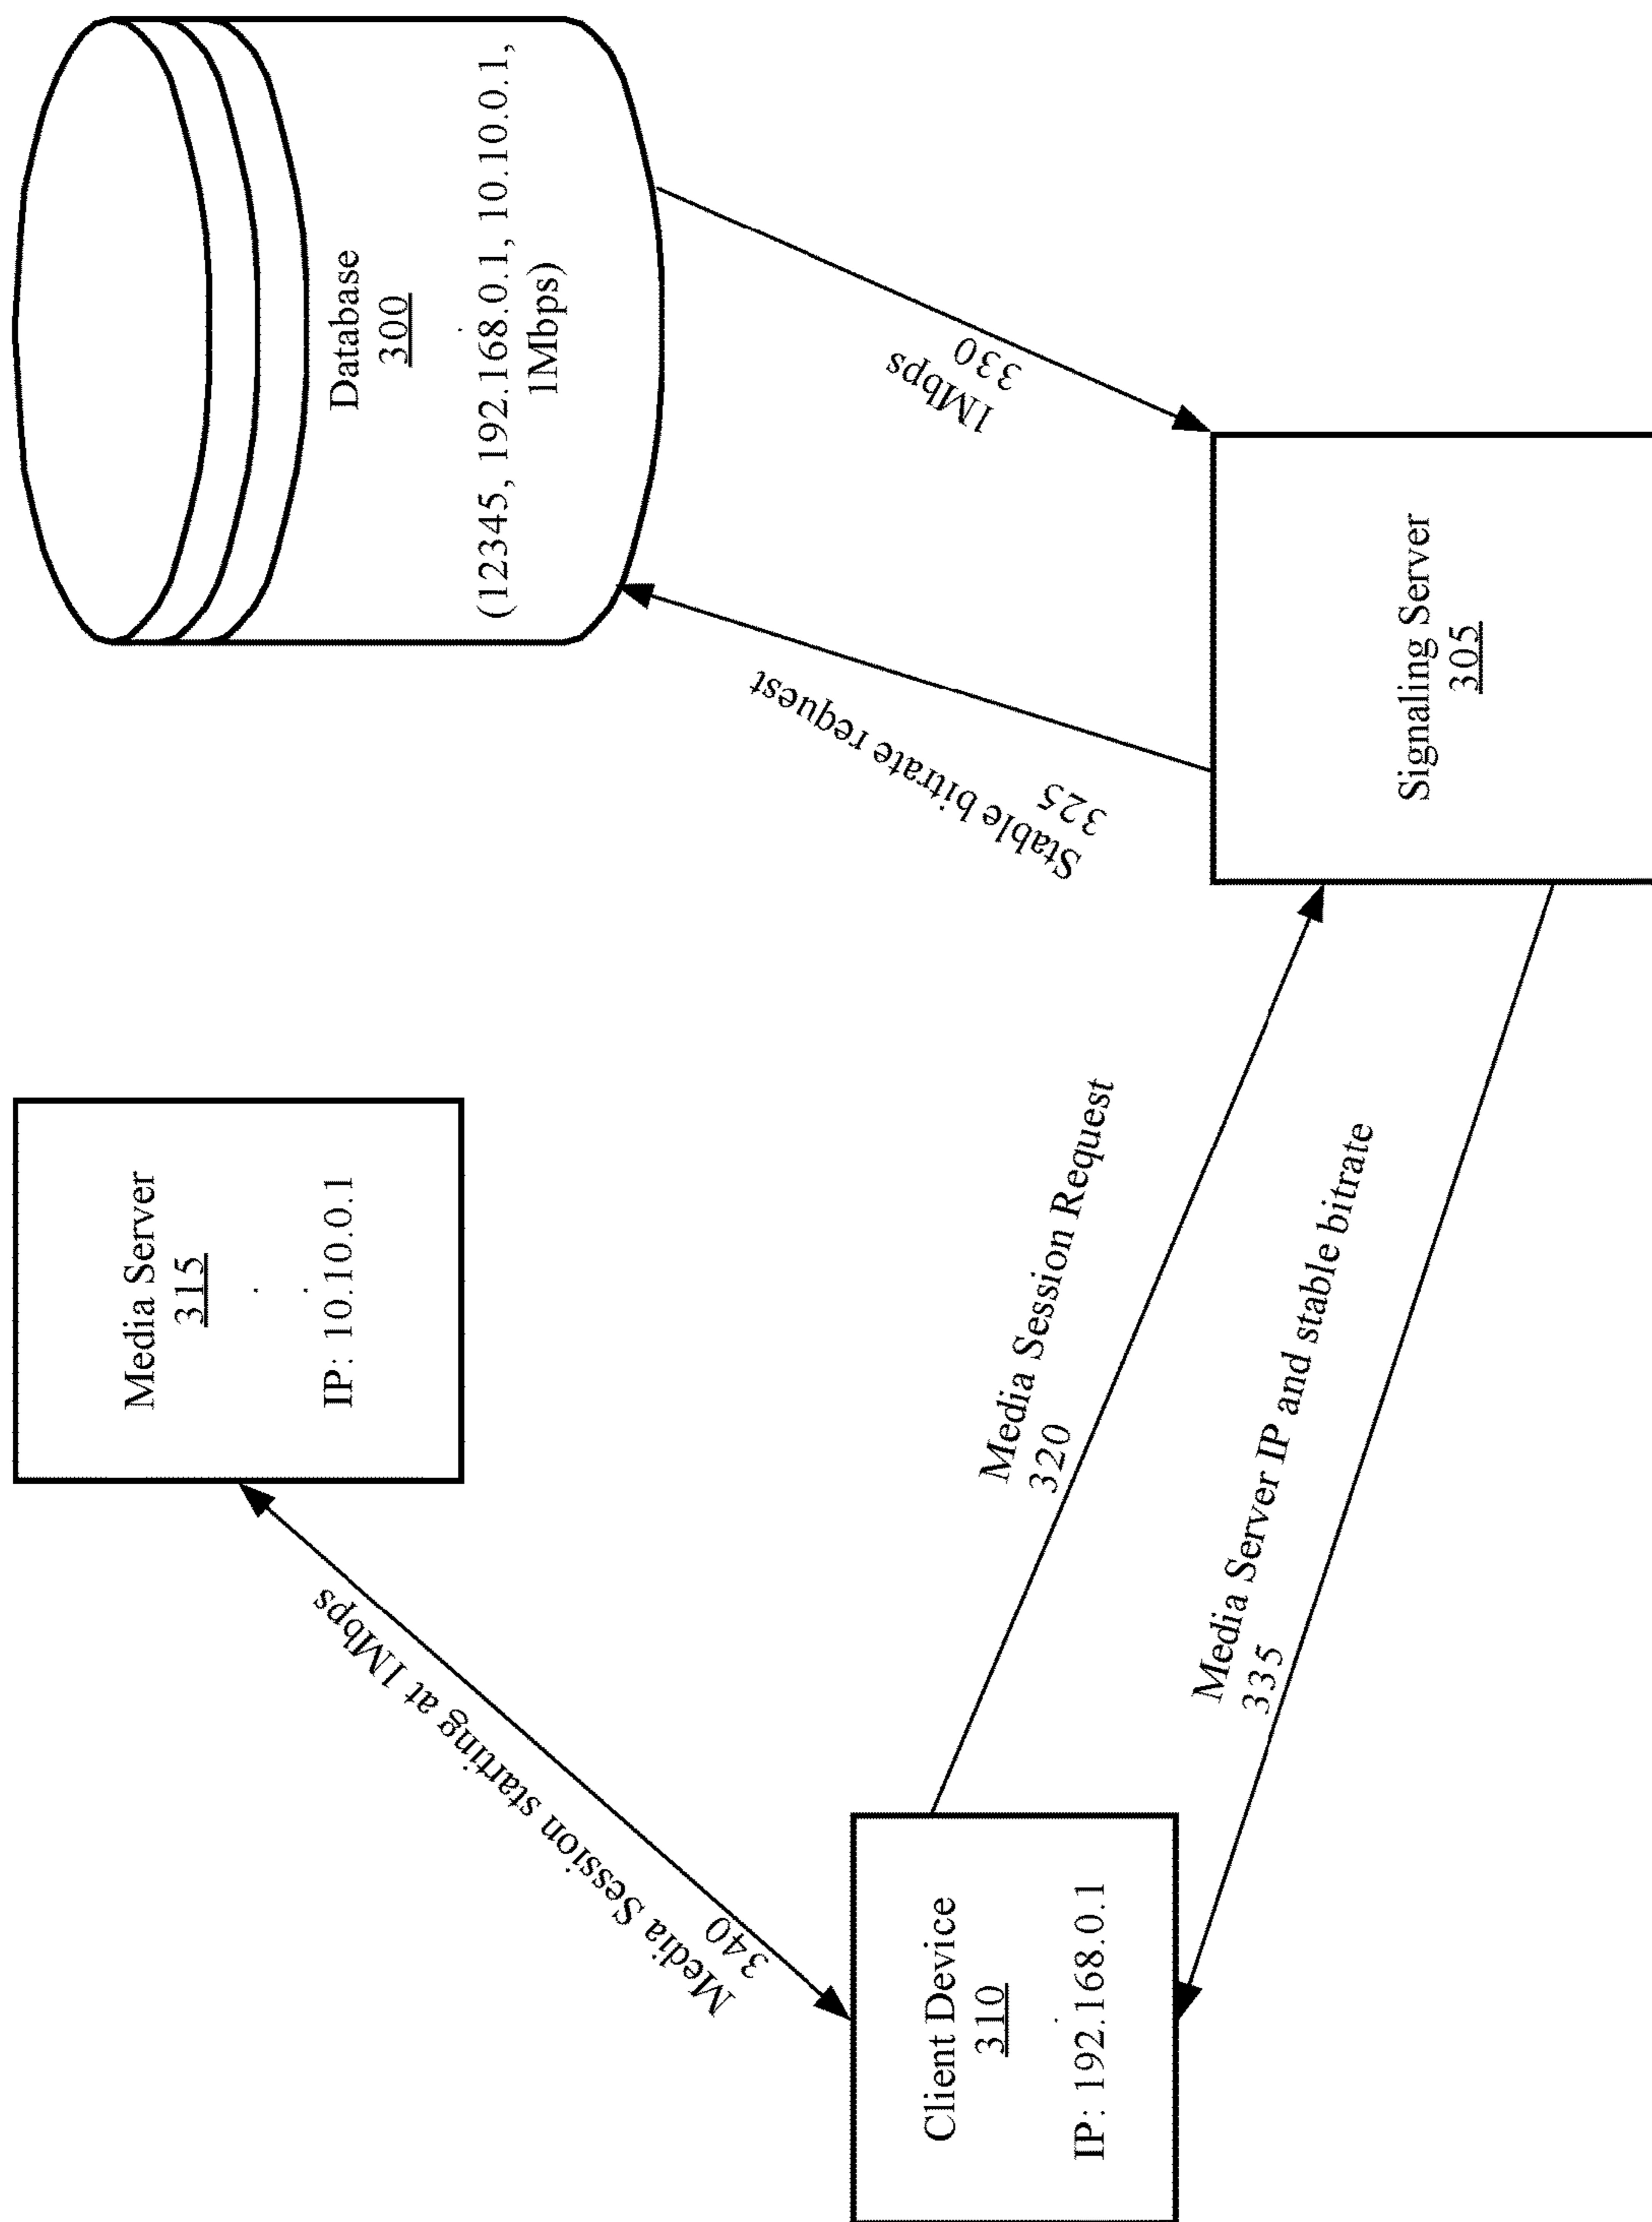 Media Server
315
IP: 10.10.0.1
Database
300
(12345, 192.168.0.1, 10.10.0.1,
1Mbps)
Media Session starting at 1Mbps
340
Stable bitrate request
325
1Mbps
330
Media Session Request
320
Media Server IP and stable bitrate
335
Client Device
310
IP: 192.168.0.1
Signaling Server
305